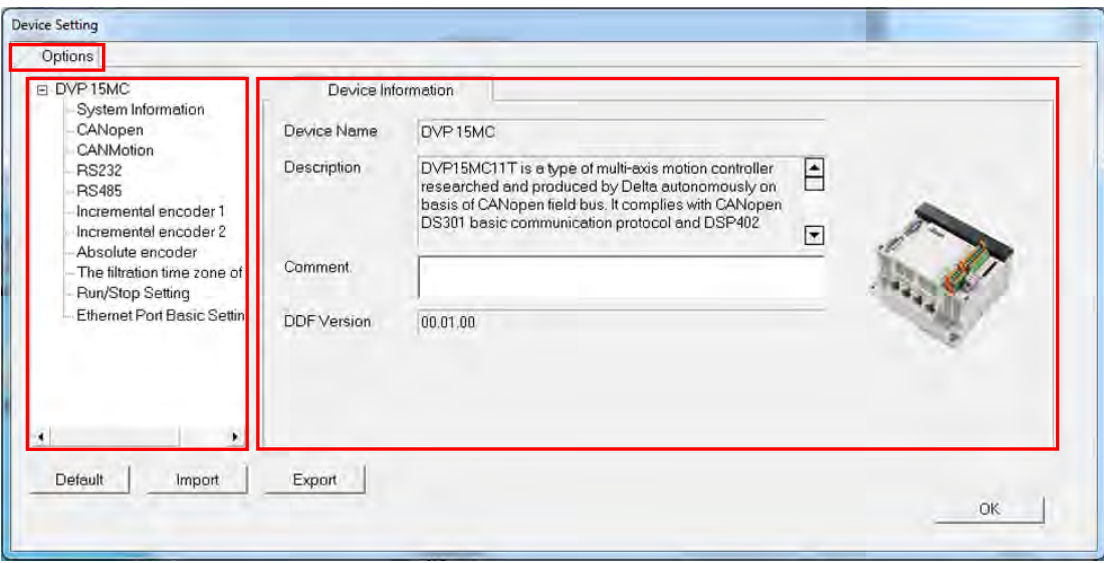 Device Setting
Options
DVP 15MC
System Information
CANopen
CANMotion
RS232
RS485
Incremental encoder 1
Incremental encoder 2
Absolute encoder
The filtration time zone of
Run/Stop Setting
Ethernet Port Basic Settin
Device Information
Device Name
DVP 15MC
Description
DVP15MC11T is a type of multi-axis motion controller
researched and produced by Delta autonomously on
basis of CANopen field bus. It complies with CANopen
DS301 basic communication protocol and DSP402
Comment
DDF Version
00.01.00
Default
Import
Export
OK